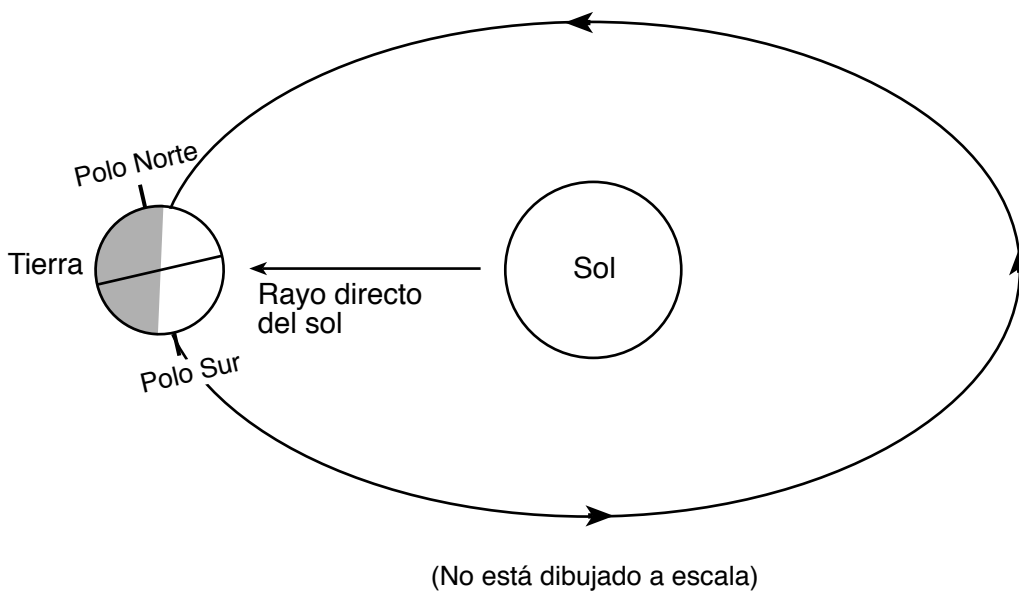 Polo Norte
Tierra
Sol
Rayo directo
del sol
Polo Sur
(No está dibujado a escala)